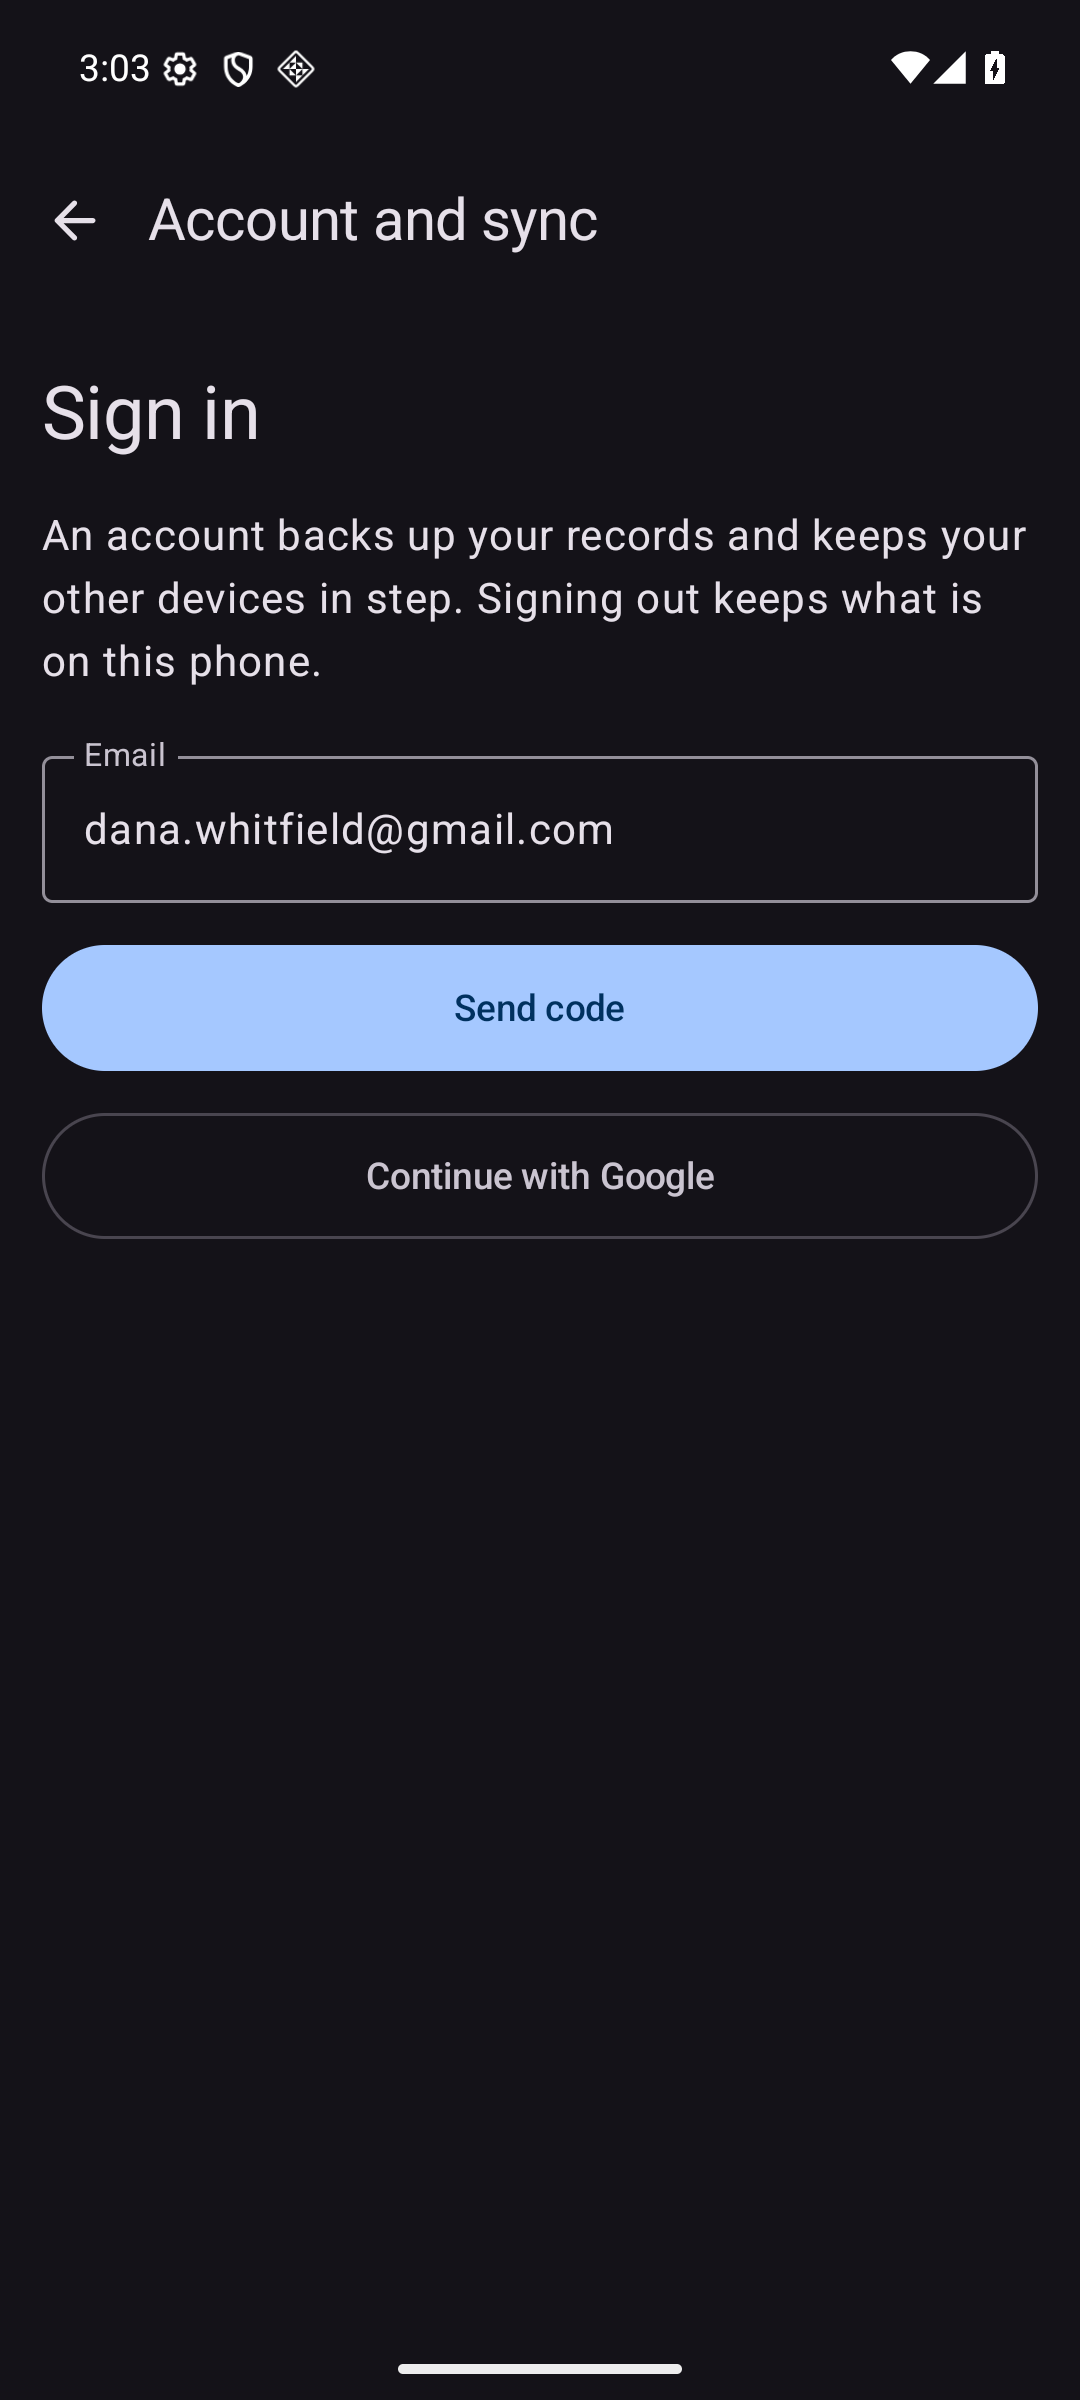 3:03
Account and sync
Sign in
An account backs up your records and keeps your
other devices in step. Signing out keeps what is
on this phone.
Email
dana.whitfield@gmail.com
Send code
Continue with Google